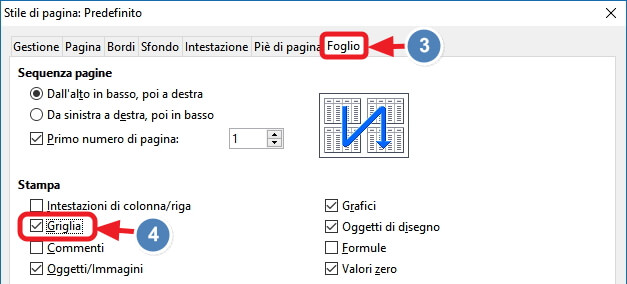 Stile di pagina: Predefinito
Gestione Pagina Bordi Sfondo Intestazione Piè di pagina Foglio 3
Sequenza pagine
Dall'alto in basso, poi a destra
Da sinistra a destra, poi in basso
Primo numero di pagina: 1
Stampa
Intestazioni di colonna/riga Grafici
Griglia 4 Oggetti di disegno
Commenti Formule
Oggetti/Immagini Valori zero